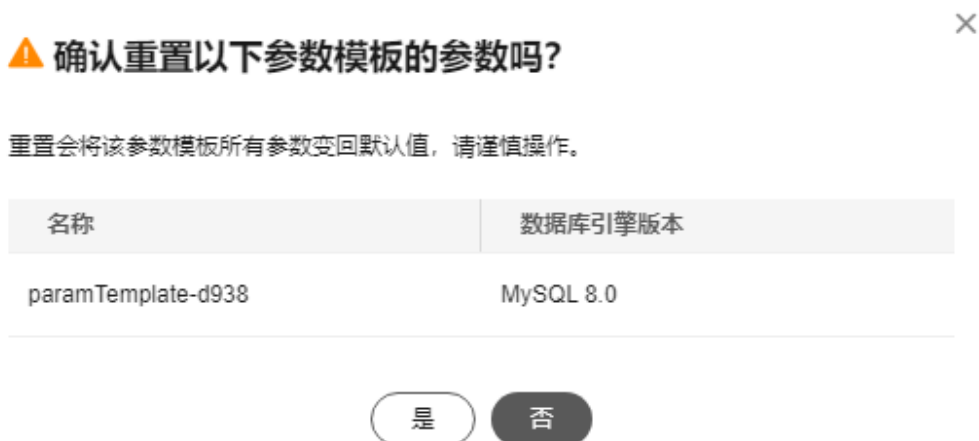 确认重置以下参数模板的参数吗?
重置会将该参数模板所有参数变回默认值，请谨慎操作。
名称 数据库引擎版本
paramTemplate-d938 MySQL 8.0
是 否